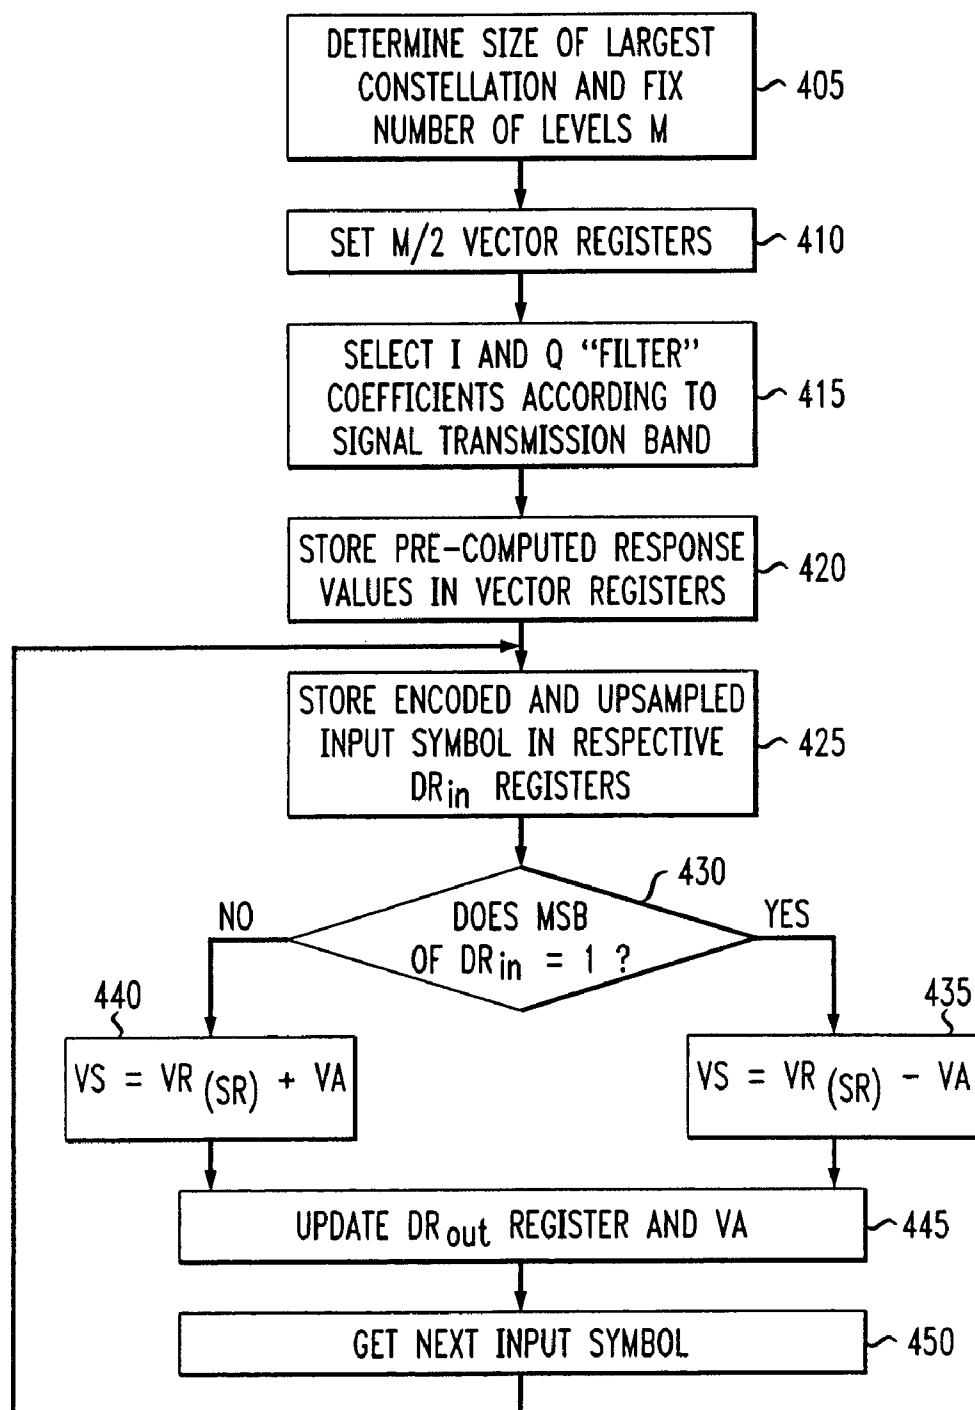 DETERMINE SIZE OF LARGEST
CONSTELLATION AND FIX
NUMBER OF LEVELS M
405
SET M/2 VECTOR REGISTERS
410
SELECT I AND Q “FILTER”
COEFFICIENTS ACCORDING TO
SIGNAL TRANSMISSION BAND
415
STORE PRE-COMPUTED RESPONSE
VALUES IN VECTOR REGISTERS
420
STORE ENCODED AND UPSAMPLED
INPUT SYMBOL IN RESPECTIVE
DRin REGISTERS
425
430
NO
DOES MSB
OF DRin = 1 ?
YES
440
VS = VR (SR) + VA
435
VS = VR (SR) - VA
UPDATE DRout REGISTER AND VA
445
GET NEXT INPUT SYMBOL
450